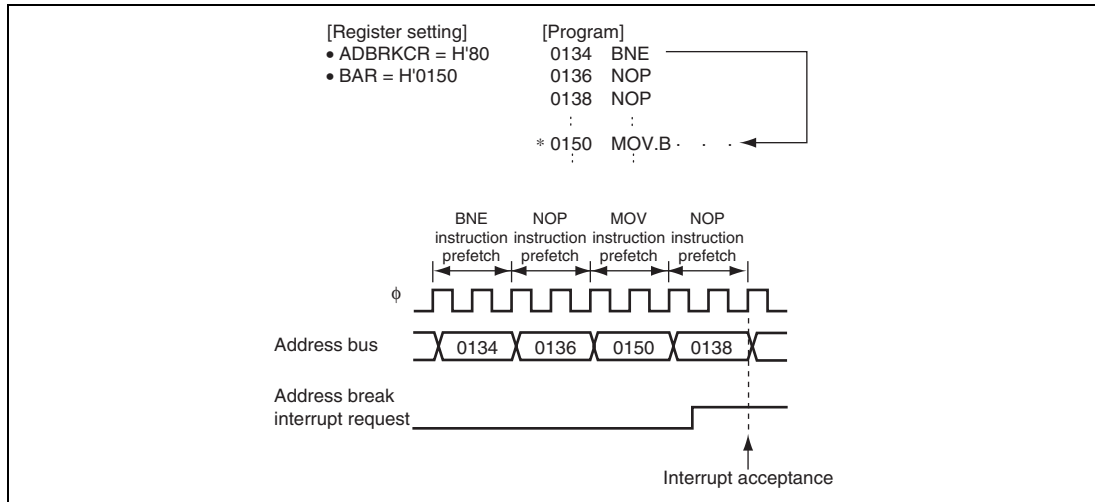 [Register setting]
• ADBRKCR = H'80
• BAR = H'0150
[Program]
0134 BNE
0136 NOP
0138 NOP
* 0150 MOV.B . . .
BNE instruction prefetch
NOP instruction prefetch
MOV instruction prefetch
NOP instruction prefetch
φ
Address bus
0134 0136 0150 0138
Address break
interrupt request
Interrupt acceptance